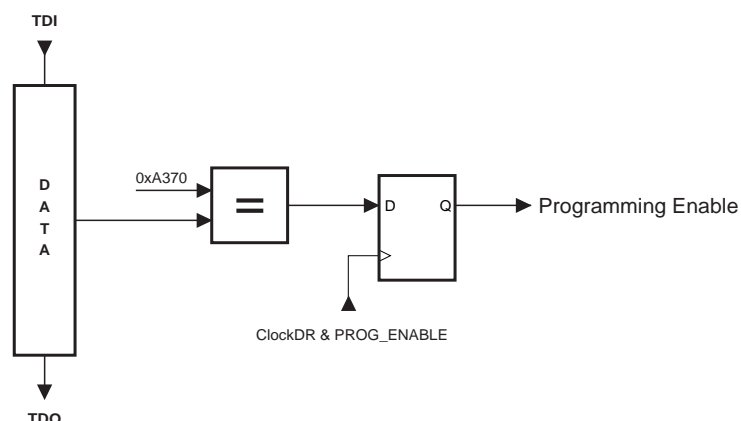 TDI
D
A
T
A
0xA370
=
D
Q
Programming Enable
ClockDR & PROG_ENABLE
TDO